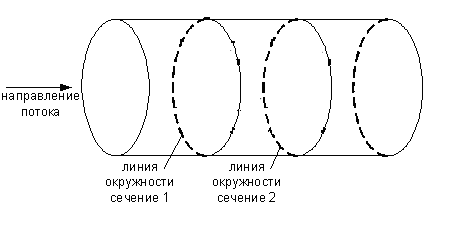 направление
потока
линия
окружности
сечение 1
линия
окружности
сечение 2